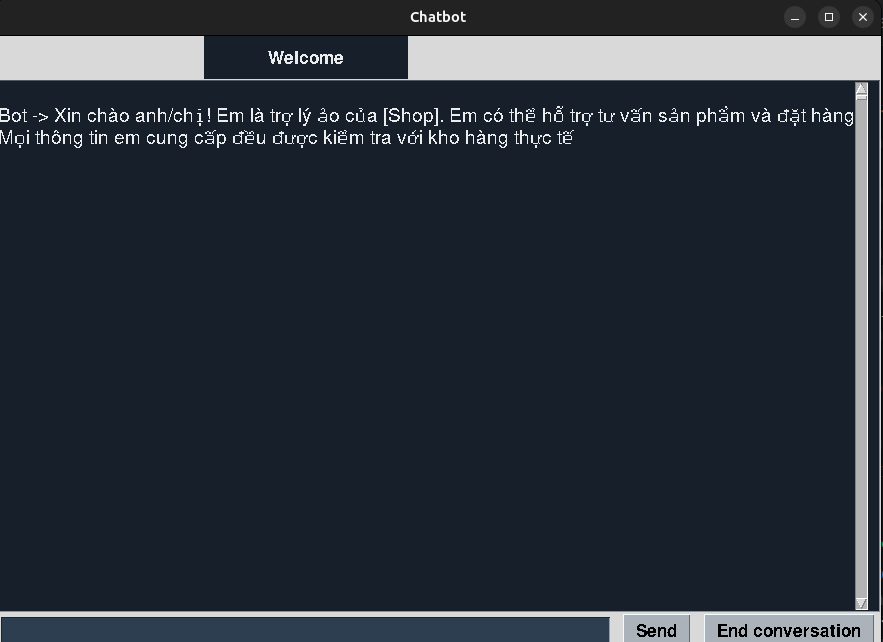 Chatbot
Welcome
Bot -> Xin chào anh/chị! Em là trợ lý ảo của [Shop]. Em có thể hỗ trợ tư vấn sản phẩm và đặt hàng
Mọi thông tin em cung cấp đều được kiểm tra với kho hàng thực tế
Send
End conversation